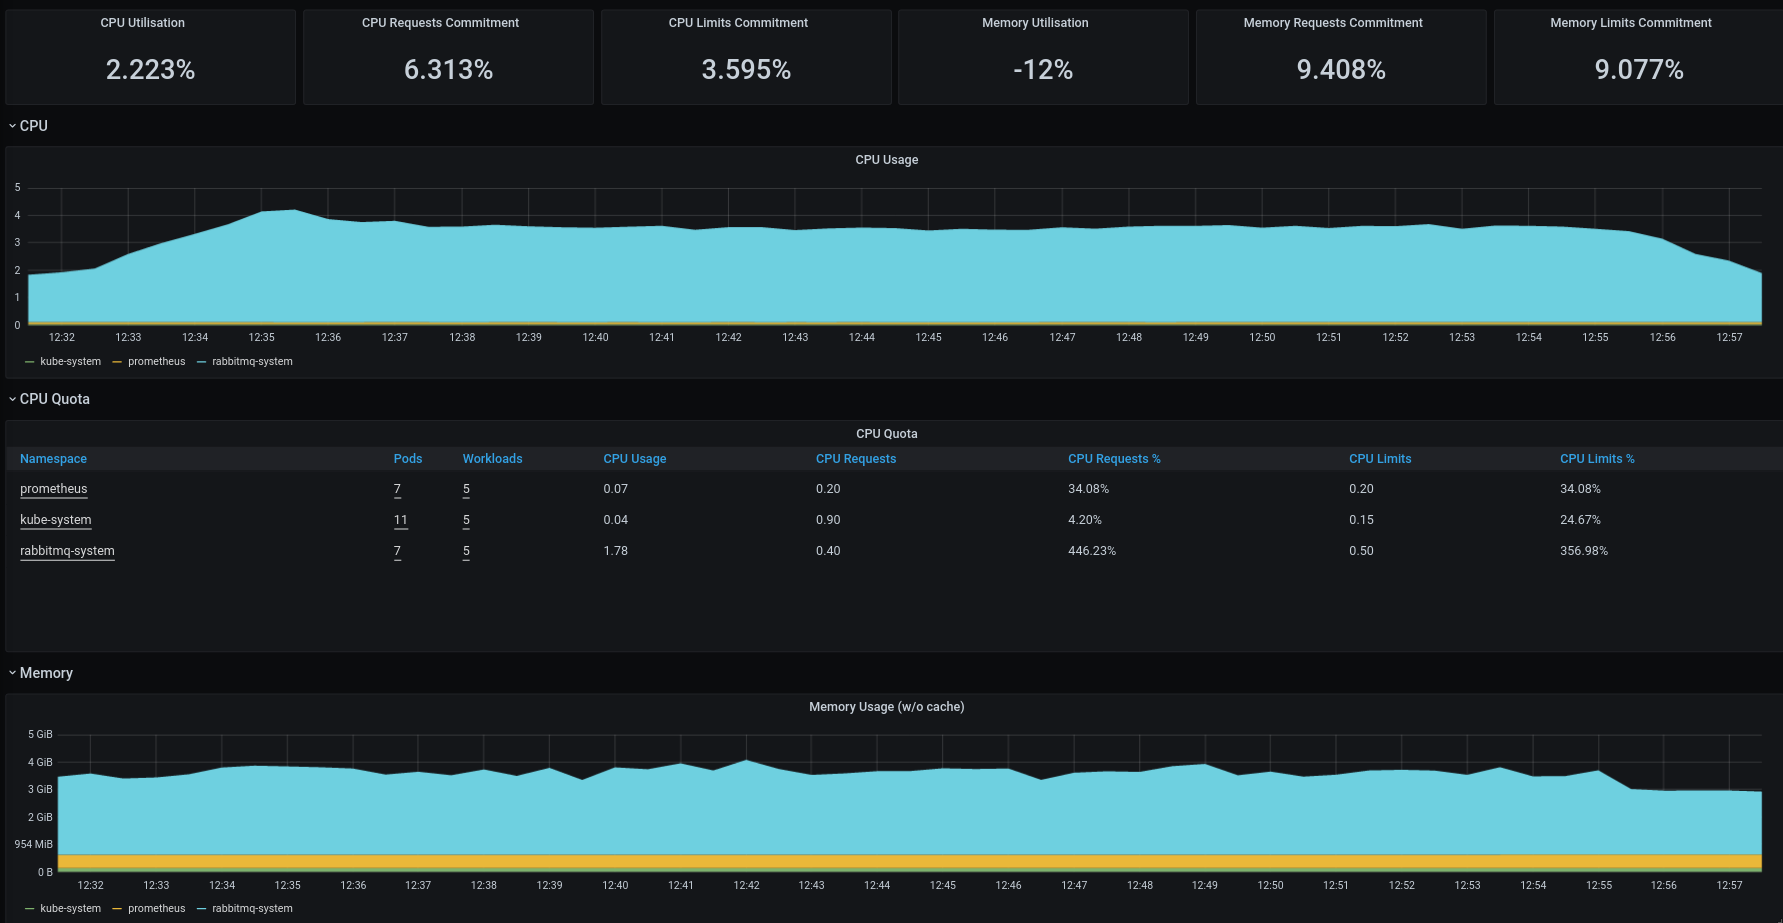 CPU Utilisation CPU Requests Commitment CPU Limits Commitment Memory Utilisation Memory Requests Commitment Memory Limits Commitment
2.223% 6.313% 3.595% -12% 9.408% 9.077%
CPU
CPU Usage
5
4
3
2
1
0
12:32 12:33 12:34 12:35 12:36 12:37 12:38 12:39 12:40 12:41 12:42 12:43 12:44 12:45 12:46 12:47 12:48 12:49 12:50 12:51 12:52 12:53 12:54 12:55 12:56 12:57
kube-system prometheus rabbitmq-system
CPU Quota
CPU Quota
Namespace Pods Workloads CPU Usage CPU Requests CPU Requests % CPU Limits CPU Limits %
prometheus 7 5 0.07 0.20 34.08% 0.20 34.08%
kube-system 11 5 0.04 0.90 4.20% 0.15 24.67%
rabbitmq-system 7 5 1.78 0.40 446.23% 0.50 356.98%
Memory
Memory Usage (w/o cache)
5 GiB
4 GiB
3 GiB
2 GiB
954 MiB
0 B
12:32 12:33 12:34 12:35 12:36 12:37 12:38 12:39 12:40 12:41 12:42 12:43 12:44 12:45 12:46 12:47 12:48 12:49 12:50 12:51 12:52 12:53 12:54 12:55 12:56 12:57
kube-system prometheus rabbitmq-system